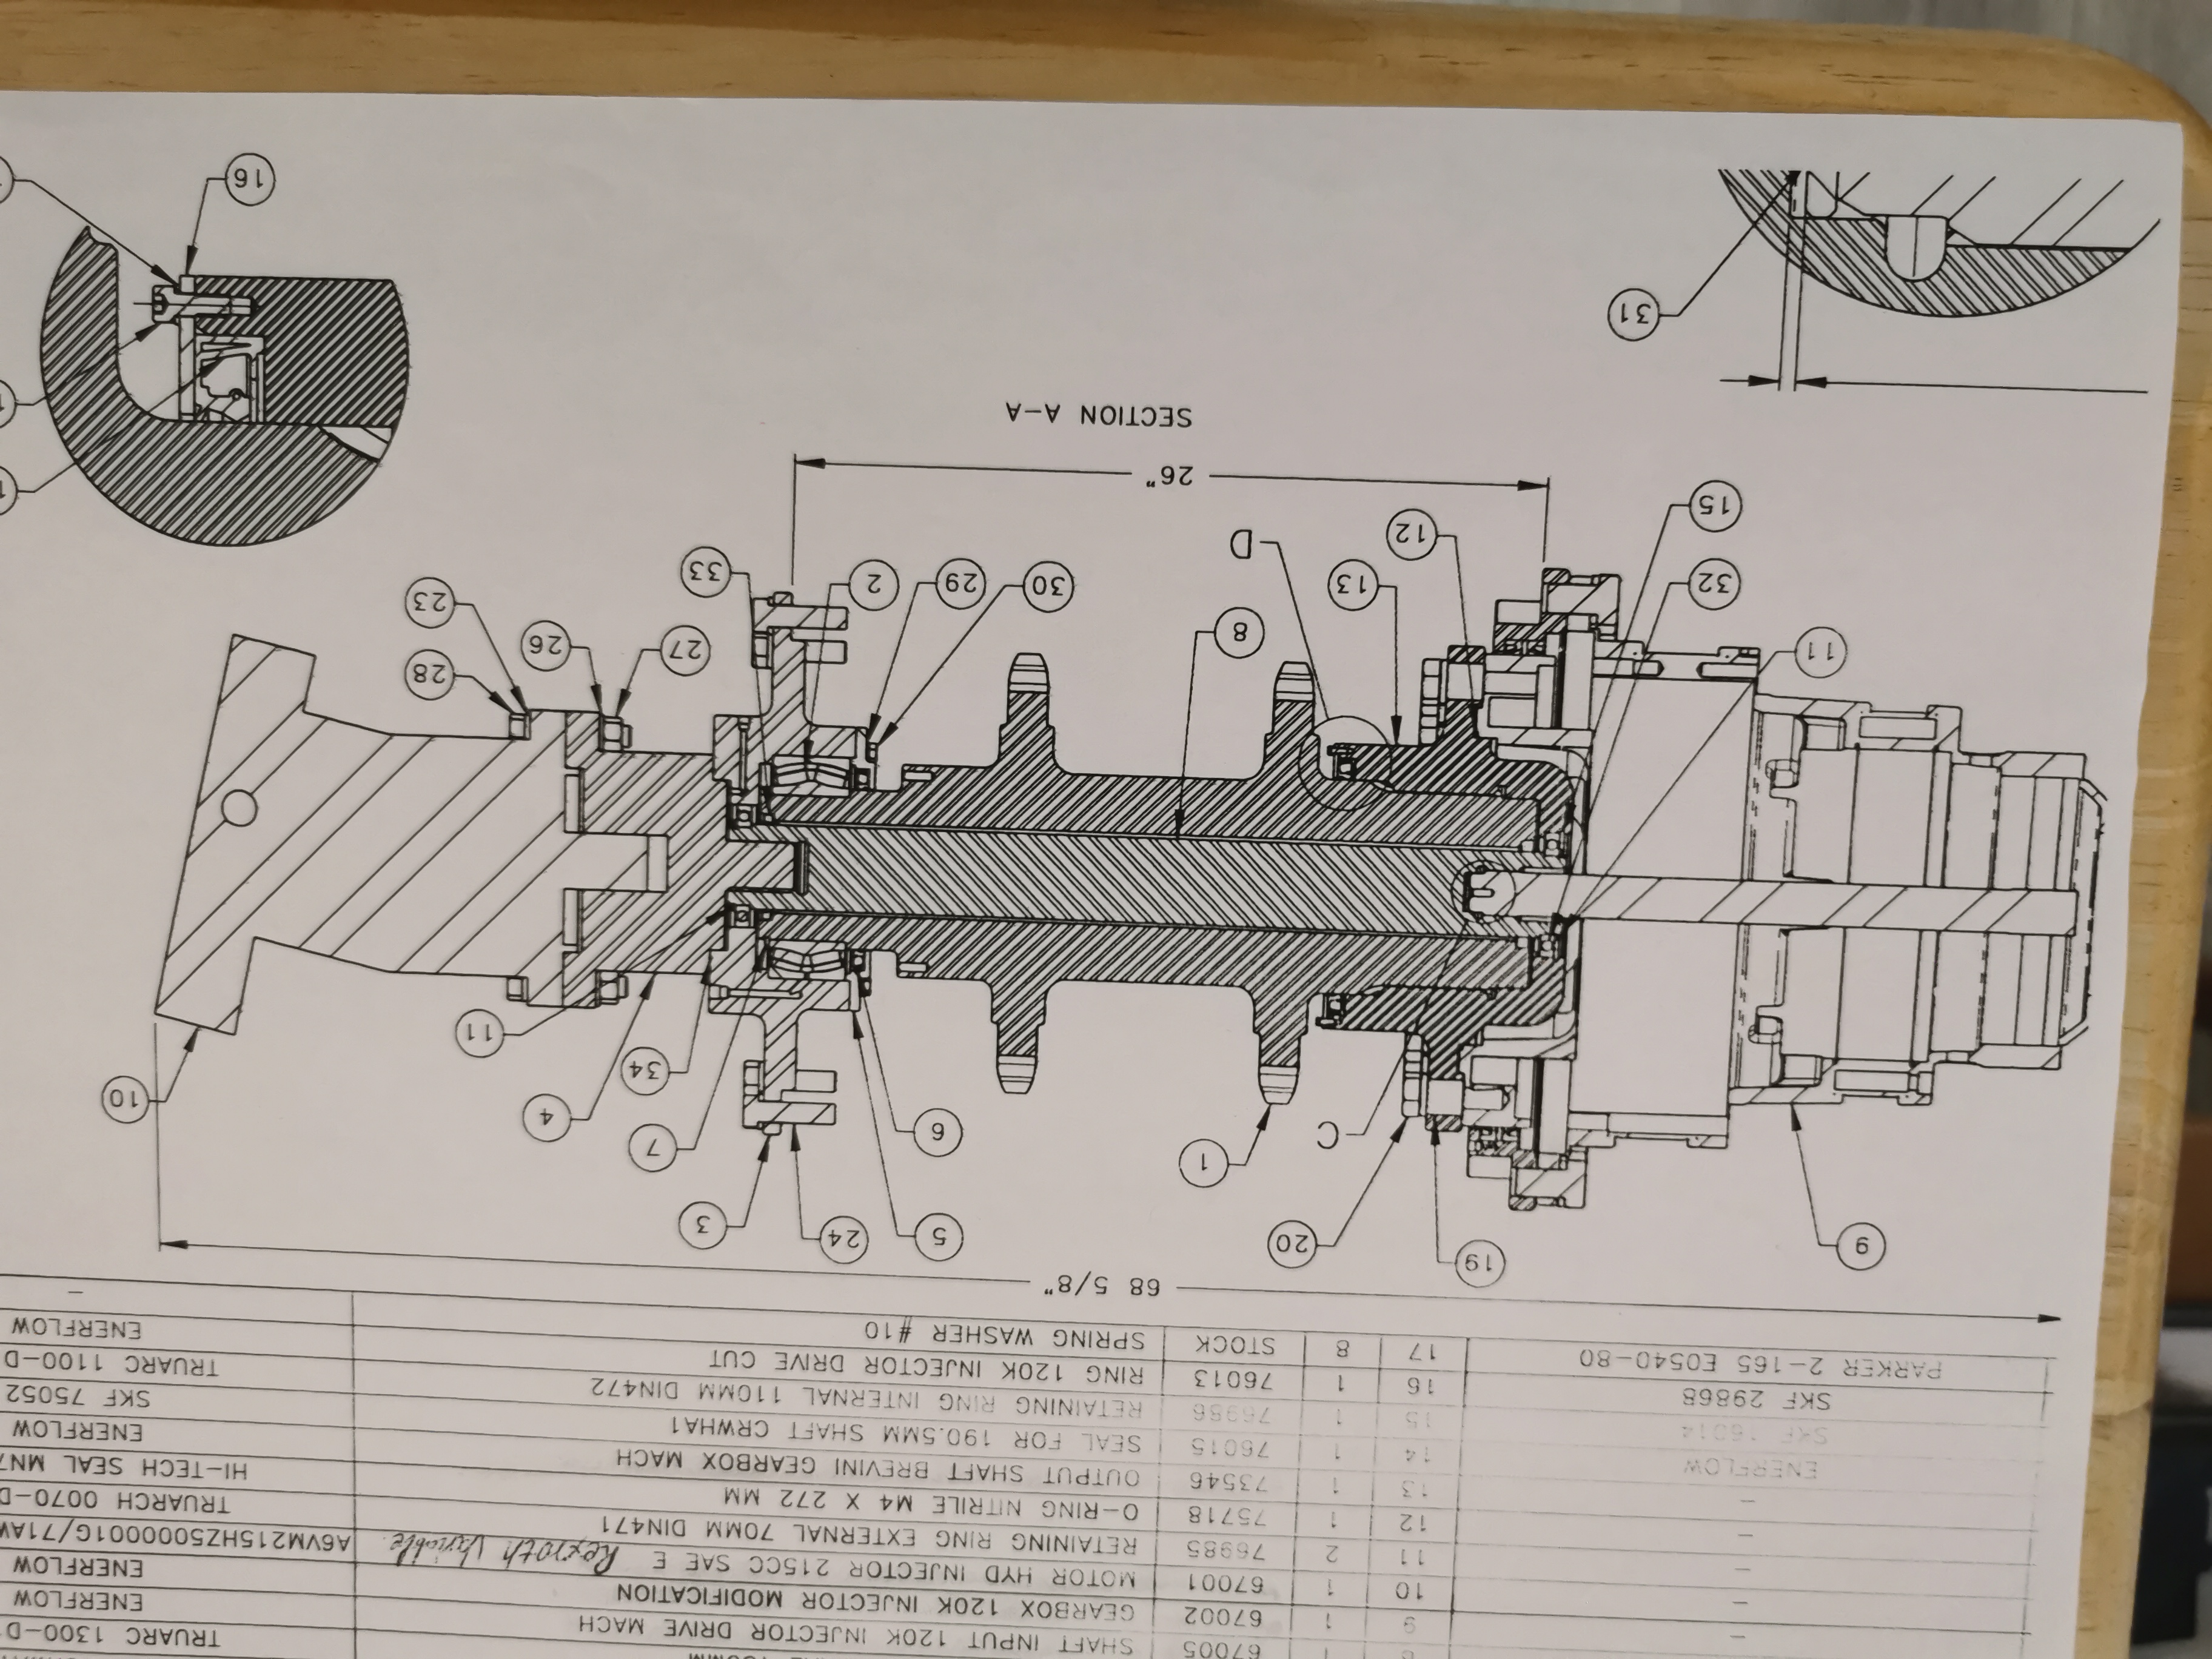 TRUARC 1300-D
8 1 67005 SHAFT INPUT 120K INJECTOR DRIVE MACH ENERFLOW
- 9 1 67002 GEARBOX 120K INJECTOR MODIFICATION ENERFLOW
- 10 1 67001 MOTOR HYD INJECTOR 215CC SAE E Rexroth Variable. A6VM215HZ5000001G/71AW
- 11 2 76985 RETAINING RING EXTERNAL 70MM DIN471 TRUARCH 0070-D
- 12 1 75718 O-RING NITRILE M4 X 272 MM HI-TECH SEAL MN7
- 13 1 73546 OUTPUT SHAFT BREVINI GEARBOX MACH ENERFLOW
ENERFLOW 14 1 76015 SEAL FOR 190.5MM SHAFT CRWHA1 SKF 75052
SKF 16014 15 1 76986 RETAINING RING INTERNAL 110MM DIN472 TRUARC 1100-D
SKF 29868 16 1 76013 RING 120K INJECTOR DRIVE CUT ENERFLOW
PARKER 2-165 E0540-80 17 8 STOCK SPRING WASHER #10 -
68 5/8"
9
19
20
C
1
5
24
3
6
7
4
34
11
10
11
32
15
12
13
D
8
30
29
2
33
27
26
28
23
26"
SECTION A-A
31
16